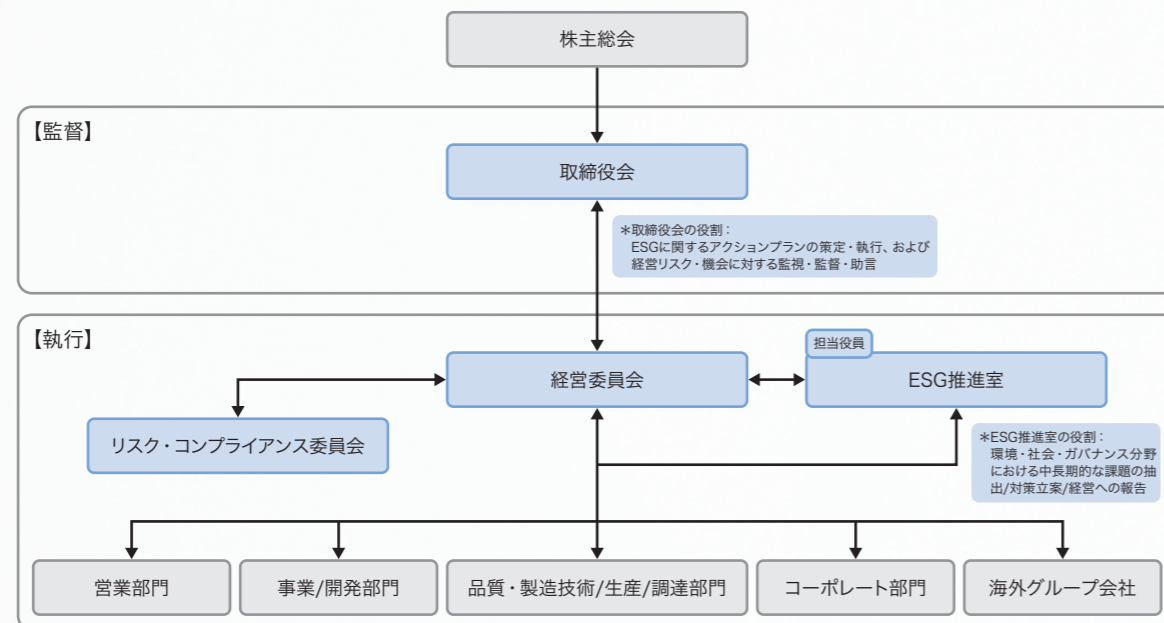 株主総会
【監督】
取締役会
＊取締役会の役割：
ESGに関するアクションプランの策定・執行、および
経営リスク・機会に対する監視・監督・助言
【執行】
担当役員
経営委員会
ESG推進室
リスク・コンプライアンス委員会
＊ESG推進室の役割：
環境・社会・ガバナンス分野
における中長期的な課題の抽
出/対策立案/経営への報告
営業部門
事業/開発部門
品質・製造技術/生産/調達部門
コーポレート部門
海外グループ会社